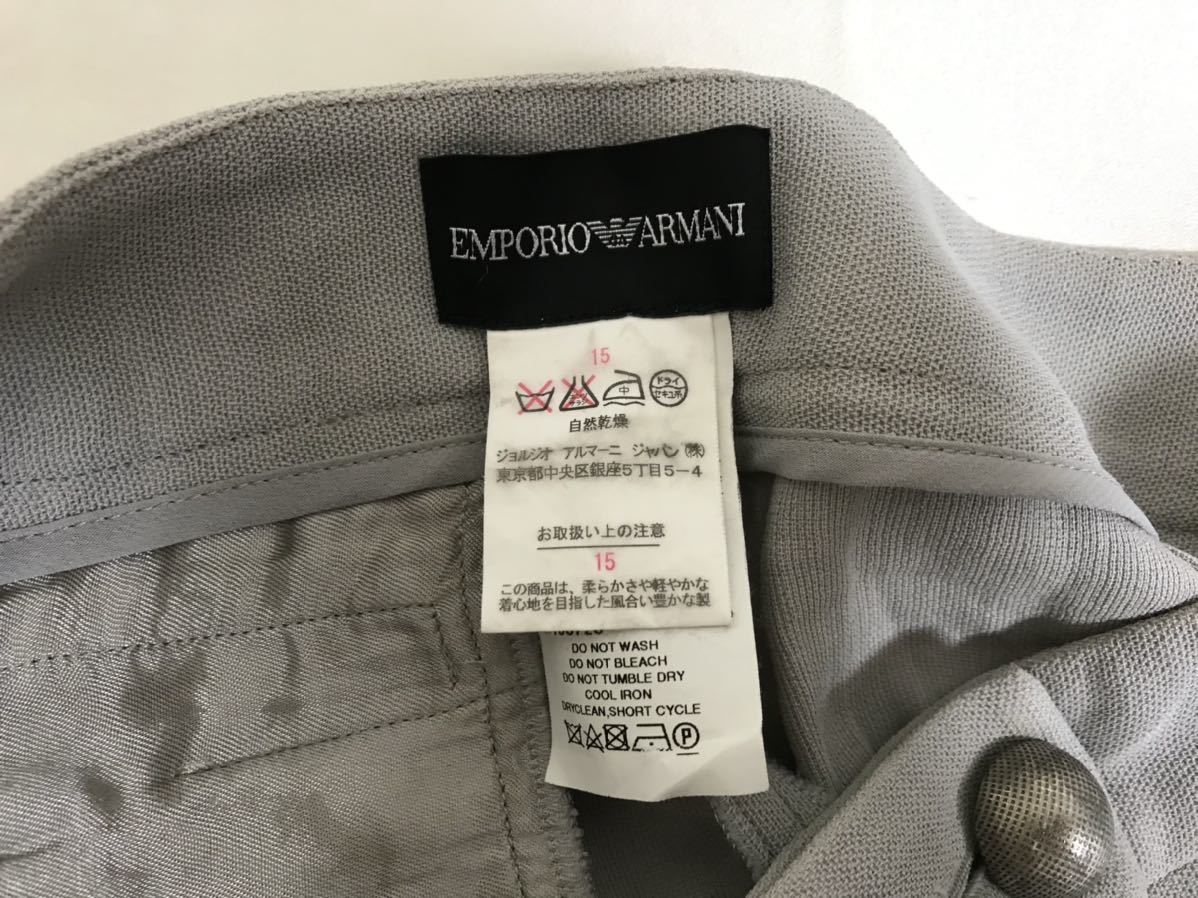 EMPORIO ARMANI
15
中
ドライ
セキユ系
自然乾燥
ジョルジオ アルマーニ ジャパン㈱
東京都中央区銀座5丁目5-4
お取扱い上の注意
15
この商品は、柔らかさや軽やかな
着心地を目指した風合い豊かな製
DO NOT WASH
DO NOT BLEACH
DO NOT TUMBLE DRY
COOL IRON
DRYCLEAN,SHORT CYCLE
P